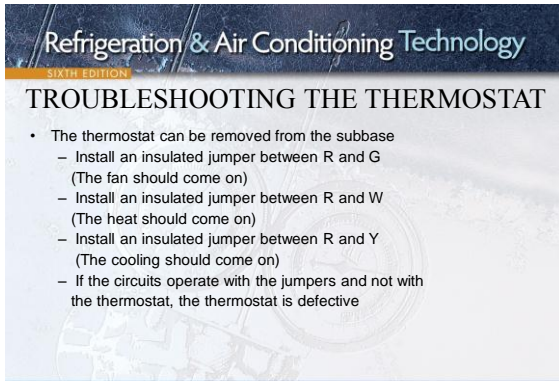 Refrigeration & Air Conditioning Technology
SIXTH EDITION
TROUBLESHOOTING THE THERMOSTAT
• The thermostat can be removed from the subbase
– Install an insulated jumper between R and G
(The fan should come on)
– Install an insulated jumper between R and W
(The heat should come on)
– Install an insulated jumper between R and Y
(The cooling should come on)
– If the circuits operate with the jumpers and not with
the thermostat, the thermostat is defective